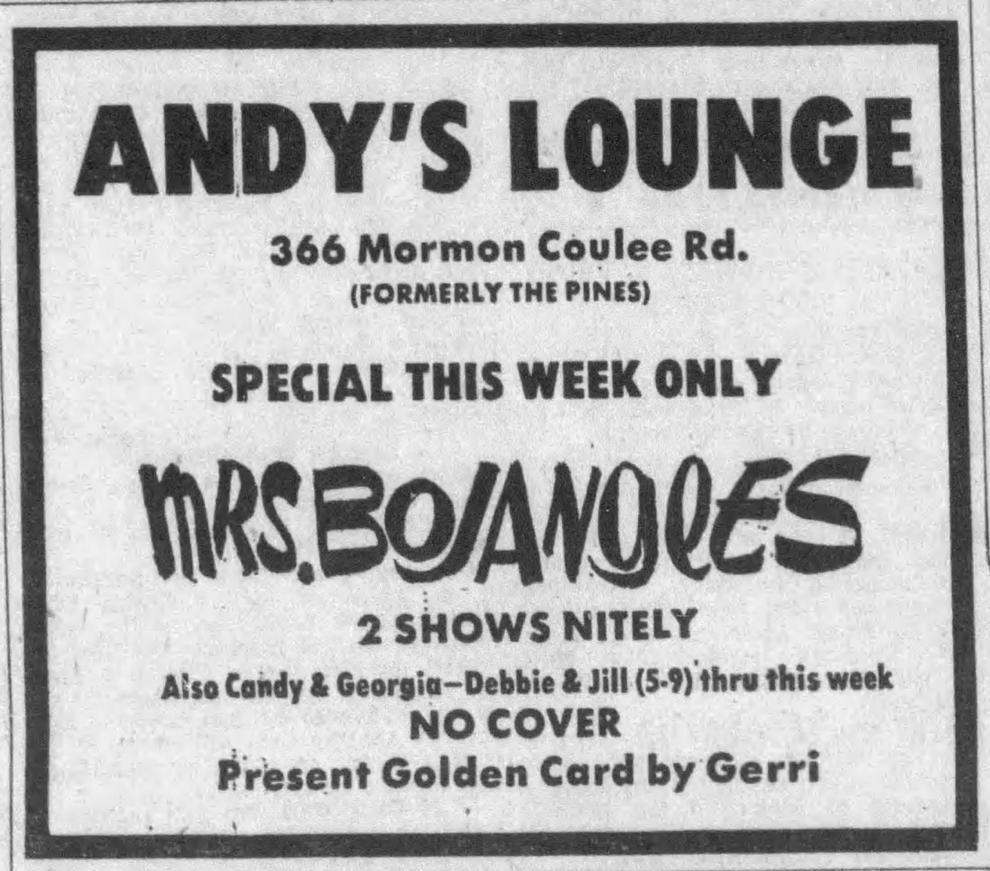 ANDY'S LOUNGE
366 Mormon Coulee Rd.
(FORMERLY THE PINES)
SPECIAL THIS WEEK ONLY
MRS. BOJANGLES
2 SHOWS NITELY
Also Candy & Georgia—Debbie & Jill (5-9) thru this week
NO COVER
Present Golden Card by Gerri